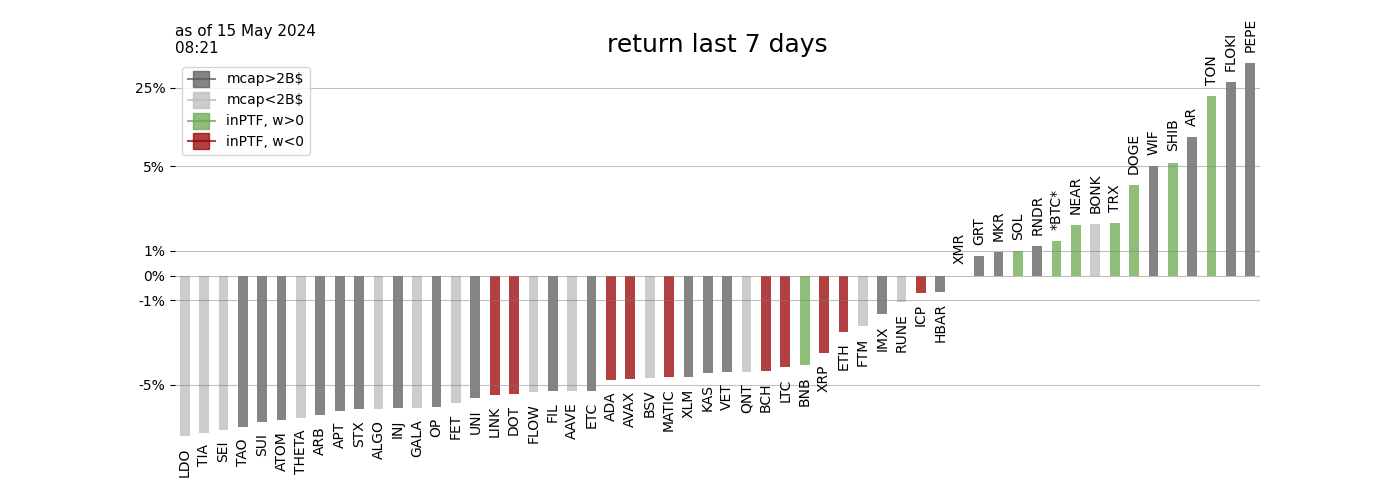 as of 15 May 2024
08:21
return last 7 days
mcap>2B$
mcap<2B$
inPTF, w>0
inPTF, w<0
25%
5%
1%
0%
-1%
-5%
LDO
TIA
SEI
TAO
SUI
ATOM
THETA
ARB
APT
STX
ALGO
INJ
GALA
OP
FET
UNI
LINK
DOT
FLOW
FIL
AAVE
ETC
ADA
AVAX
BSV
MATIC
XLM
KAS
VET
QNT
BCH
LTC
BNB
XRP
ETH
FTM
IMX
RUNE
ICP
HBAR
XMR
GRT
MKR
SOL
RNDR
*BTC*
NEAR
BONK
TRX
DOGE
WIF
SHIB
AR
TON
FLOKI
PEPE